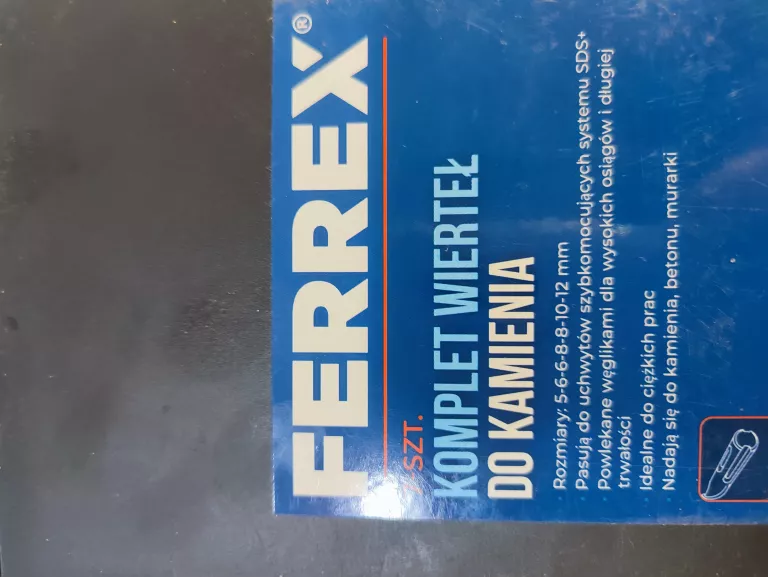 FERREX®
7 SZT.
KOMPLET WIERTEŁ
DO KAMIENIA
· Rozmiary: 5-6-6-8-8-10-12 mm
· Pasują do uchwytów szybkomocujących systemu SDS+
· Powlekane węglikami dla wysokich osiągów i długiej
trwałości
· Idealne do ciężkich prac
· Nadają się do kamienia, betonu, murarki